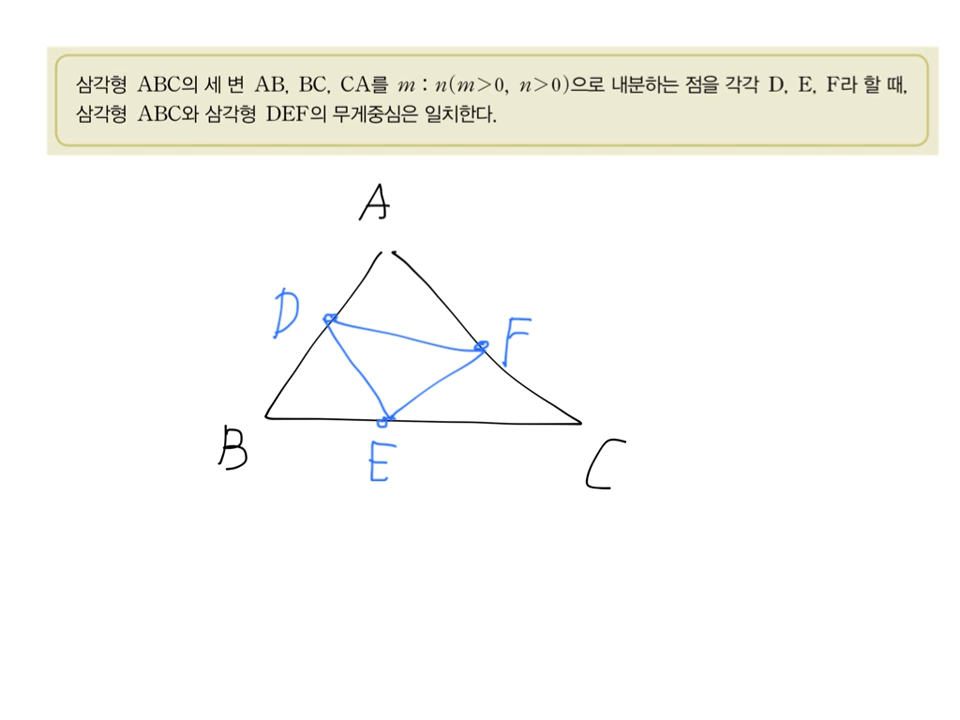 삼각형 ABC의 세 변 AB, BC, CA를 m : n(m>0, n>0)으로 내분하는 점을 각각 D, E, F라 할 때,
삼각형 ABC와 삼각형 DEF의 무게중심은 일치한다.
A
D
F
B
E
C